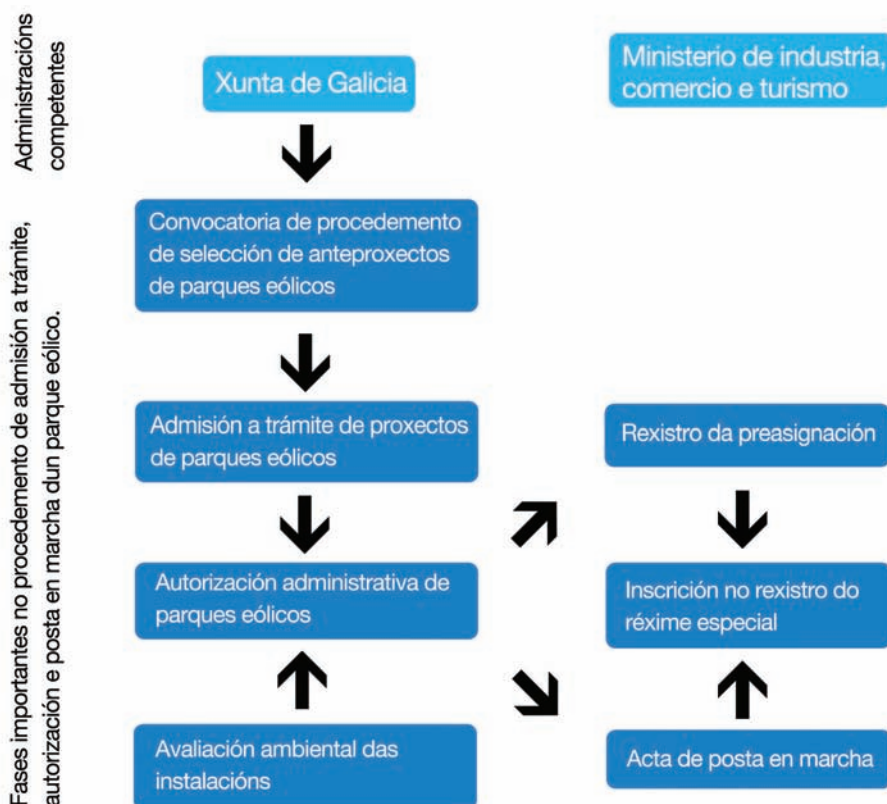 Administracións
competentes
Xunta de Galicia
Ministerio de industria,
comercio e turismo
Fases importantes no procedemento de admisión a trámite,
autorización e posta en marcha dun parque eólico.
Convocatoria de procedemento
de selección de anteproxectos
de parques eólicos
Admisión a trámite de proxectos
de parques eólicos
Rexistro da preasignación
Autorización administrativa de
parques eólicos
Inscrición no rexistro do
réxime especial
Avaliación ambiental das
instalacións
Acta de posta en marcha